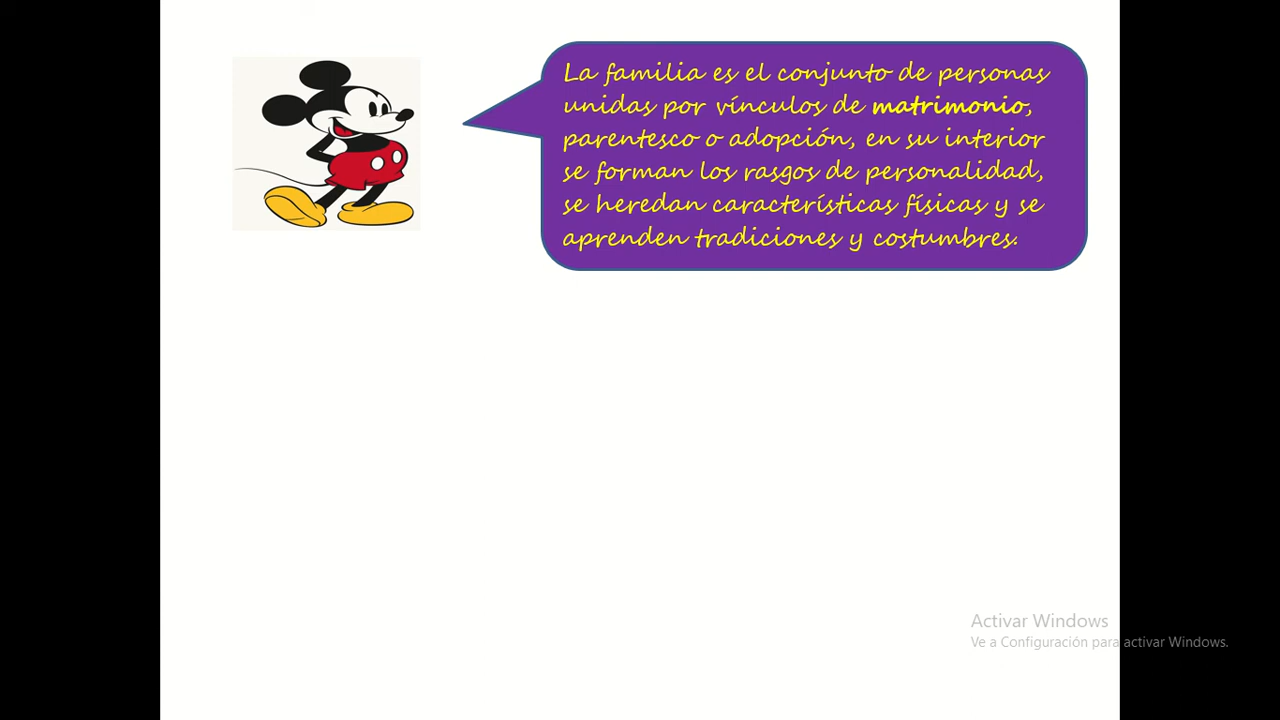 La familia es el conjunto de personas
unidas por vínculos de matrimonio,
parentesco o adopción, en su interior
se forman los rasgos de personalidad,
se heredan características físicas y se
aprenden tradiciones y costumbres.
Activar Windows
Ve a Configuración para activar Windows.